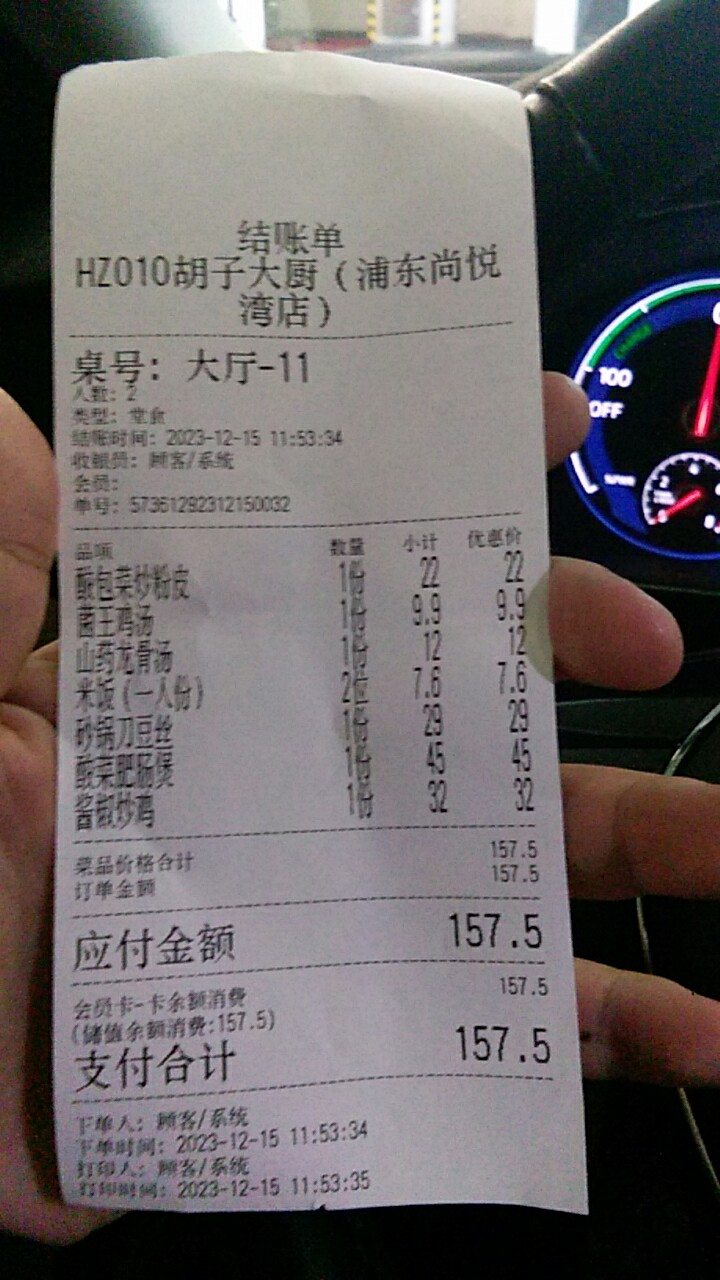 结账单
HZ010胡子大厨(浦东尚悦
湾店)
桌号: 大厅-11
人数: 2
类型: 堂食
结账时间: 2023-12-15 11:53:34
收银员: 顾客/系统
会员:
单号: 57361292312150032
品项 数量 小计 优惠价
酸包菜炒粉皮 1份 22 22
菌王鸡汤 1份 9.9 9.9
山药龙骨汤 1份 12 12
米饭(一人份) 2位 7.6 7.6
砂锅刀豆丝 1份 29 29
酸菜肥肠煲 1份 45 45
酱椒炒鸡 1份 32 32
菜品价格合计 157.5
订单金额 157.5
应付金额 157.5
会员卡-卡余额消费 157.5
(储值余额消费:157.5)
支付合计 157.5
下单人: 顾客/系统
下单时间: 2023-12-15 11:53:34
打印人: 顾客/系统
打印时间: 2023-12-15 11:53:35
100
OFF